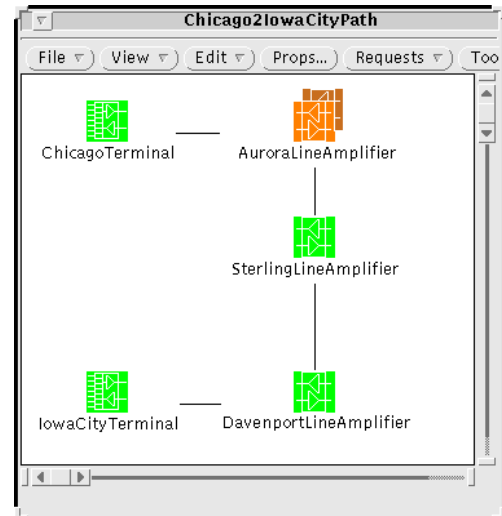 Chicago2IowaCityPath
File View Edit Props... Requests Too
ChicagoTerminal AuroraLineAmplifier
SterlingLineAmplifier
IowaCityTerminal DavenportLineAmplifier